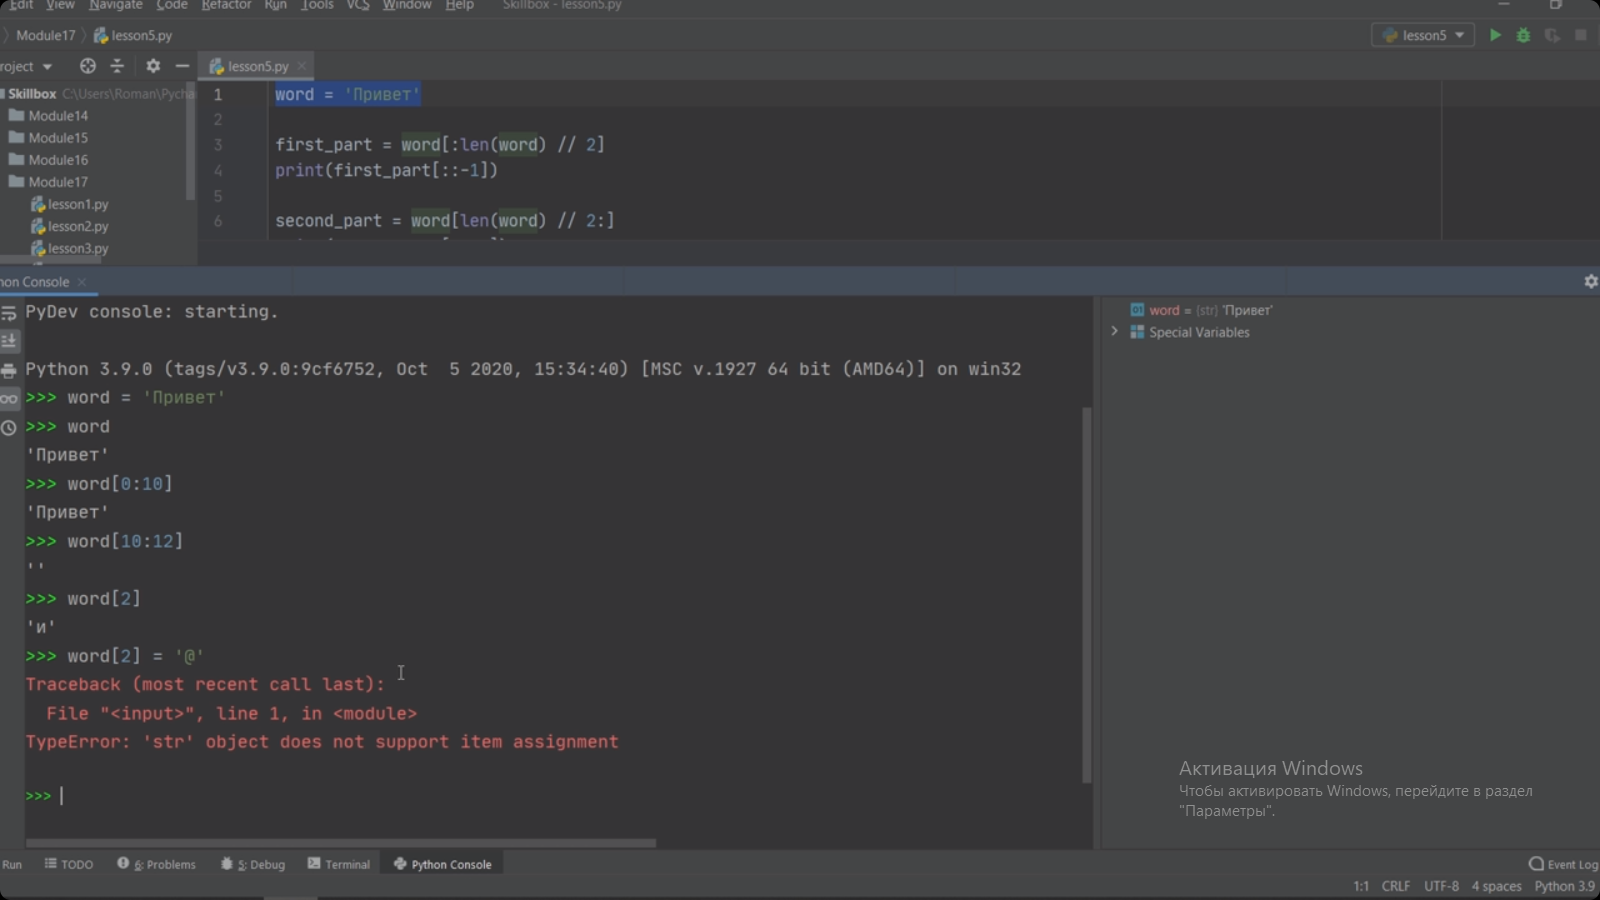 Edit View Navigate Code Refactor Run Tools VCS Window Help Skillbox - lesson5.py
Module17 lesson5.py lesson5
roject lesson5.py
Skillbox C:\Users\Roman\Pycha
Module14
Module15
Module16
Module17
lesson1.py
lesson2.py
lesson3.py
1 word = 'Привет'
2
3 first_part = word[:len(word) // 2]
4 print(first_part[::-1])
5
6 second_part = word[len(word) // 2:]
hon Console
PyDev console: starting.
Python 3.9.0 (tags/v3.9.0:9cf6752, Oct  5 2020, 15:34:40) [MSC v.1927 64 bit (AMD64)] on win32
>>> word = 'Привет'
>>> word
'Привет'
>>> word[0:10]
'Привет'
>>> word[10:12]
''
>>> word[2]
'и'
>>> word[2] = '@'
Traceback (most recent call last):
  File "<input>", line 1, in <module>
TypeError: 'str' object does not support item assignment
>>>
word = {str} 'Привет'
Special Variables
Активация Windows
Чтобы активировать Windows, перейдите в раздел
"Параметры".
Run TODO 6: Problems 5: Debug Terminal Python Console Event Log
1:1 CRLF UTF-8 4 spaces Python 3.9